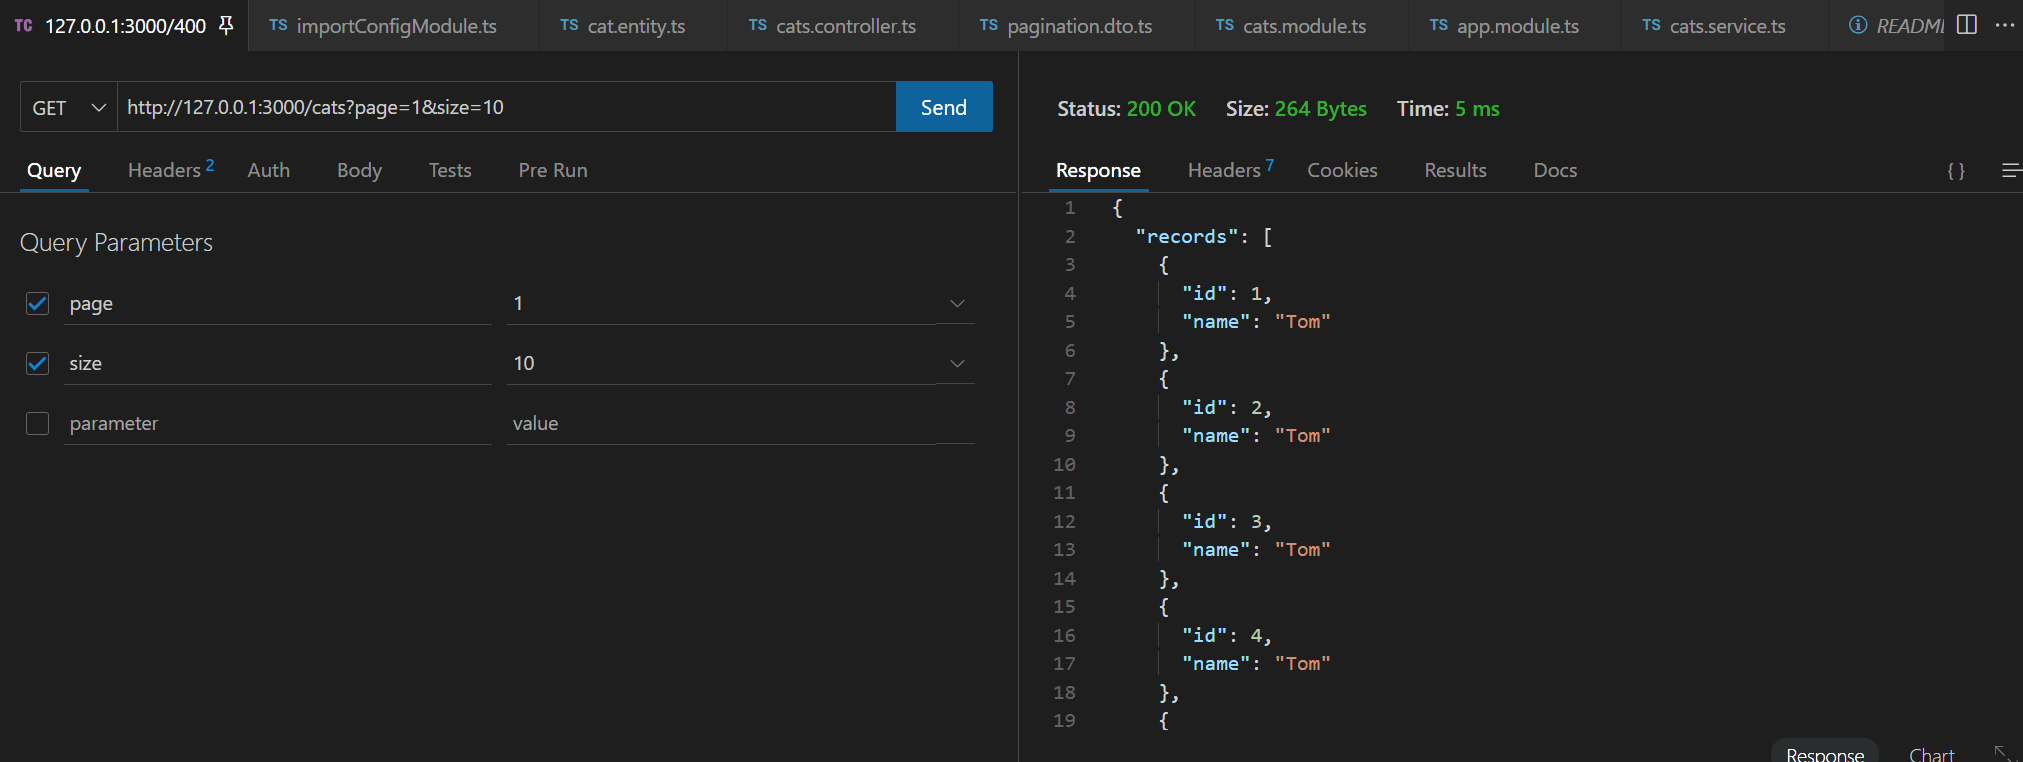 TC 127.0.0.1:3000/400 TS importConfigModule.ts TS cat.entity.ts TS cats.controller.ts TS pagination.dto.ts TS cats.module.ts TS app.module.ts TS cats.service.ts
GET http://127.0.0.1:3000/cats?page=1&size=10 Send
Query Headers 2 Auth Body Tests Pre Run
Query Parameters
page 1
size 10
parameter value
Status: 200 OK Size: 264 Bytes Time: 5 ms
Response Headers 7 Cookies Results Docs { }
1 {
2 "records": [
3 {
4 "id": 1,
5 "name": "Tom"
6 },
7 {
8 "id": 2,
9 "name": "Tom"
10 },
11 {
12 "id": 3,
13 "name": "Tom"
14 },
15 {
16 "id": 4,
17 "name": "Tom"
18 },
19 {
Response Chart